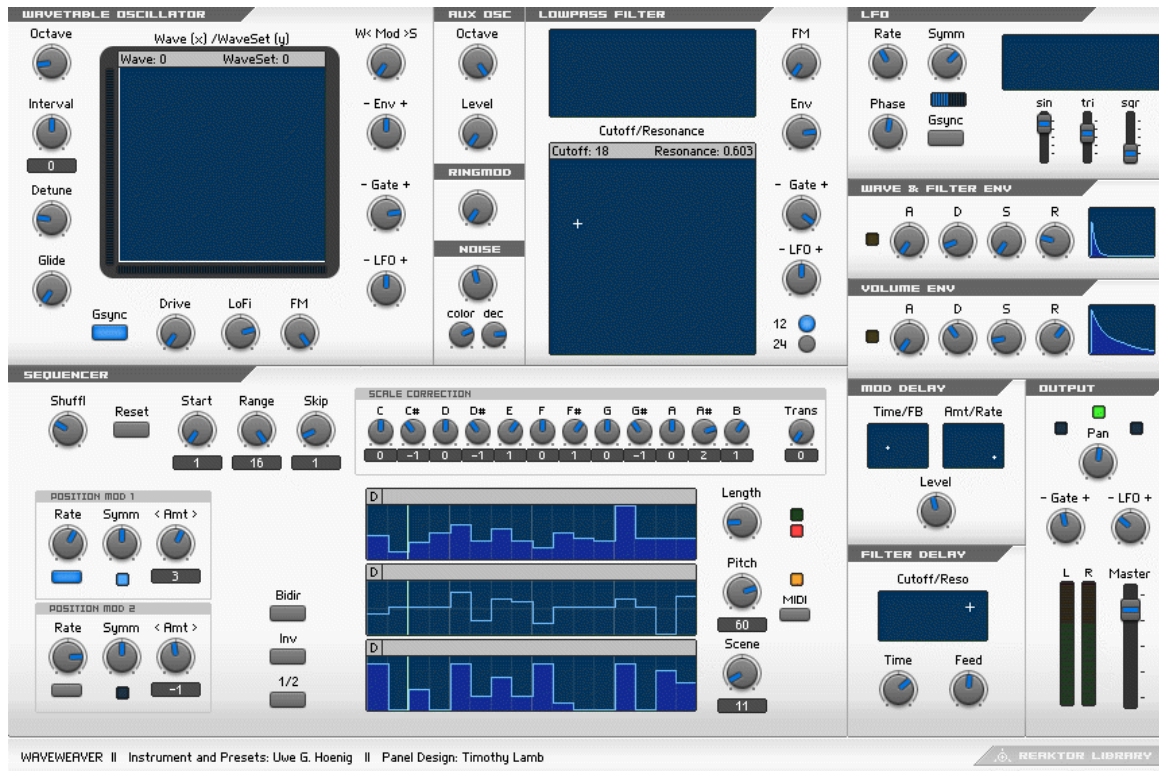 WAVETABLE OSCILLATOR
Octave
Wave (x) /WaveSet (y)
Wave: 0 WaveSet: 0
Interval
0
Detune
Glide
Gsync
Drive LoFi FM
W< Mod >S
- Env +
- Gate +
- LFO +
AUX OSC
Octave
Level
RINGMOD
NOISE
color dec
LOWPASS FILTER
Cutoff/Resonance
Cutoff: 18 Resonance: 0.603
FM
Env
- Gate +
- LFO +
12
24
LFO
Rate Symm
Phase Gsync
sin tri sqr
WAVE & FILTER ENV
A D S R
VOLUME ENV
A D S R
SEQUENCER
Shuffl Reset Start Range Skip
1 16 1
SCALE CORRECTION
C C# D D# E F F# G G# A A# B Trans
0 -1 0 -1 1 0 1 0 -1 0 2 1 0
POSITION MOD 1
Rate Symm < Amt >
3
POSITION MOD 2
Rate Symm < Amt >
-1
Bidir
Inv
1/2
D
D
D
Length
Pitch
60
MIDI
Scene
11
MOD DELAY
Time/FB Amt/Rate
Level
FILTER DELAY
Cutoff/Reso
Time Feed
OUTPUT
Pan
- Gate + - LFO +
L R Master
WAVEWEAVER II Instrument and Presets: Uwe G. Hoenig II Panel Design: Timothy Lamb
REAKTOR LIBRARY